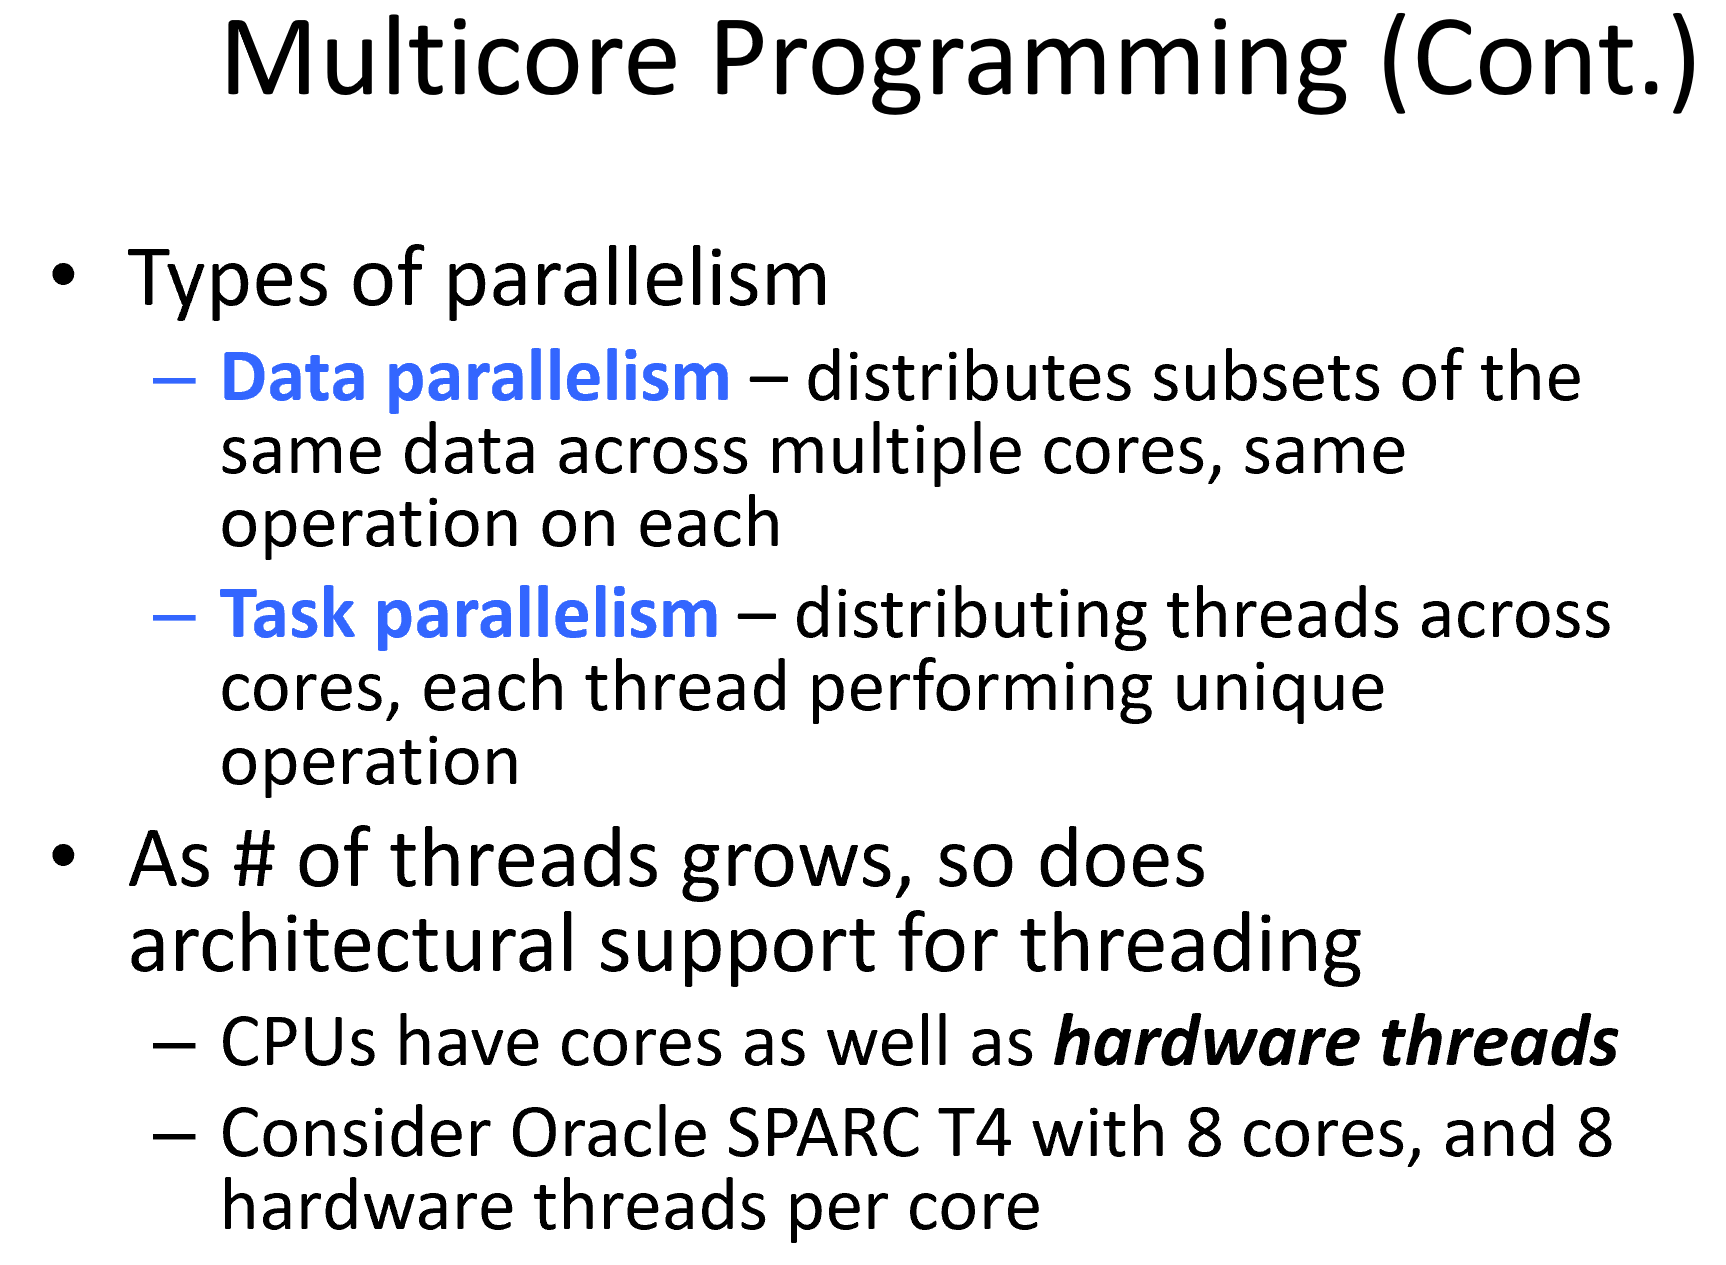 Multicore Programming (Cont.)
• Types of parallelism
– Data parallelism – distributes subsets of the
same data across multiple cores, same
operation on each
– Task parallelism – distributing threads across
cores, each thread performing unique
operation
• As # of threads grows, so does
architectural support for threading
– CPUs have cores as well as hardware threads
– Consider Oracle SPARC T4 with 8 cores, and 8
hardware threads per core